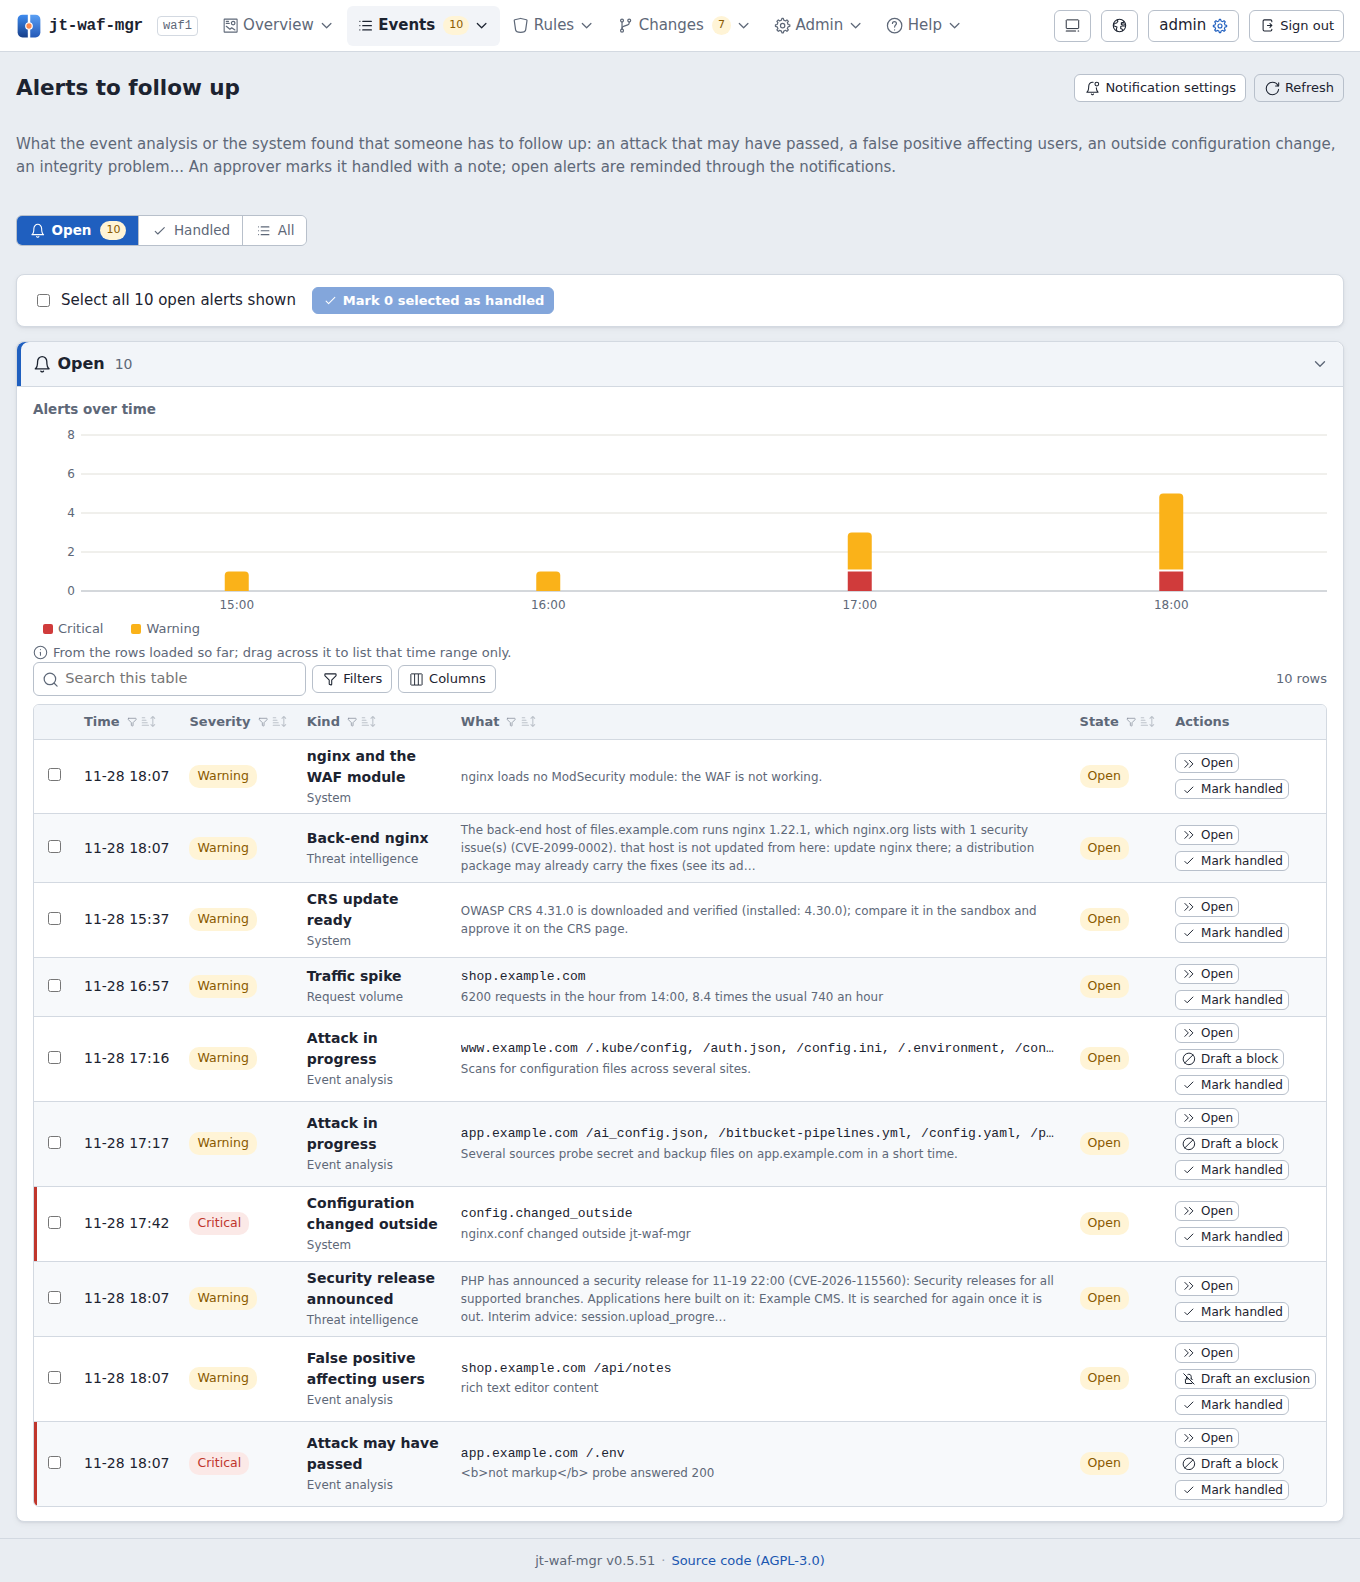 jt-waf-mgr waf1 Overview Events 10 Rules Changes 7 Admin Help admin Sign out
Alerts to follow up
Notification settings Refresh
What the event analysis or the system found that someone has to follow up: an attack that may have passed, a false positive affecting users, an outside configuration change,
an integrity problem... An approver marks it handled with a note; open alerts are reminded through the notifications.
Open 10 Handled All
Select all 10 open alerts shown Mark 0 selected as handled
Open 10
Alerts over time
8
6
4
2
0
15:00 16:00 17:00 18:00
Critical Warning
From the rows loaded so far; drag across it to list that time range only.
Search this table Filters Columns 10 rows
Time Severity Kind What State Actions
11-28 18:07 Warning nginx and the WAF module System nginx loads no ModSecurity module: the WAF is not working. Open Open
Mark handled
11-28 18:07 Warning Back-end nginx Threat intelligence The back-end host of files.example.com runs nginx 1.22.1, which nginx.org lists with 1 security
issue(s) (CVE-2099-0002). that host is not updated from here: update nginx there; a distribution
package may already carry the fixes (see its ad… Open Open
Mark handled
11-28 15:37 Warning CRS update ready System OWASP CRS 4.31.0 is downloaded and verified (installed: 4.30.0); compare it in the sandbox and
approve it on the CRS page. Open Open
Mark handled
11-28 16:57 Warning Traffic spike Request volume shop.example.com
6200 requests in the hour from 14:00, 8.4 times the usual 740 an hour Open Open
Mark handled
11-28 17:16 Warning Attack in progress Event analysis www.example.com /.kube/config, /auth.json, /config.ini, /.environment, /con…
Scans for configuration files across several sites. Open Open
Draft a block
Mark handled
11-28 17:17 Warning Attack in progress Event analysis app.example.com /ai_config.json, /bitbucket-pipelines.yml, /config.yaml, /p…
Several sources probe secret and backup files on app.example.com in a short time. Open Open
Draft a block
Mark handled
11-28 17:42 Critical Configuration changed outside System config.changed_outside
nginx.conf changed outside jt-waf-mgr Open Open
Mark handled
11-28 18:07 Warning Security release announced Threat intelligence PHP has announced a security release for 11-19 22:00 (CVE-2026-115560): Security releases for all
supported branches. Applications here built on it: Example CMS. It is searched for again once it is
out. Interim advice: session.upload_progre… Open Open
Mark handled
11-28 18:07 Warning False positive affecting users Event analysis shop.example.com /api/notes
rich text editor content Open Open
Draft an exclusion
Mark handled
11-28 18:07 Critical Attack may have passed Event analysis app.example.com /.env
<b>not markup</b> probe answered 200 Open Open
Draft a block
Mark handled
jt-waf-mgr v0.5.51 · Source code (AGPL-3.0)